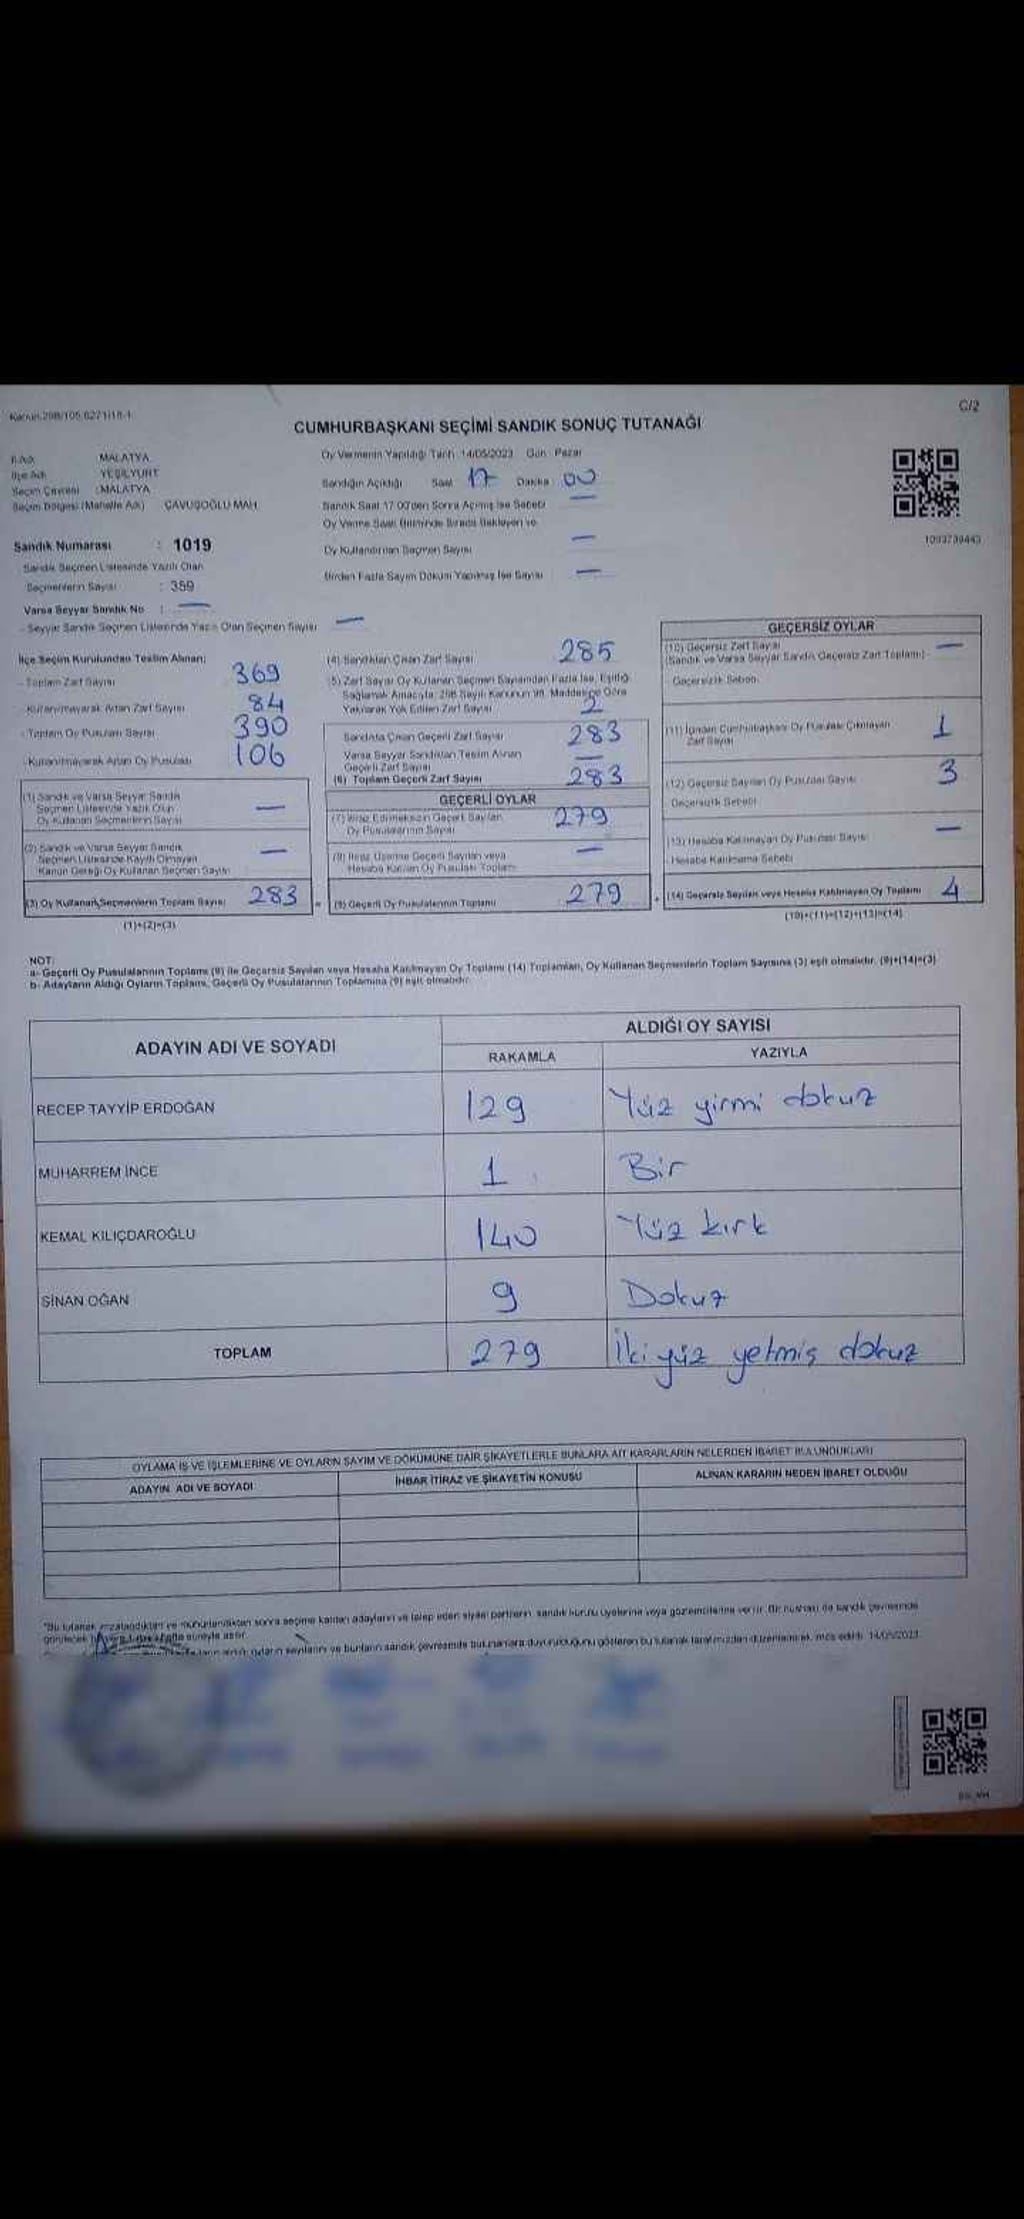 C/2
CUMHURBAŞKANI SEÇİMİ SANDIK SONUÇ TUTANAĞI
İl Adı MALATYA
İlçe Adı YEŞİLYURT
Seçim Çevresi : MALATYA
Seçim Bölgesi (Mahalle Adı) ÇAVUŞOĞLU MAH.
Sandık Numarası : 1019
Sandık Seçmen Listesinde Yazılı Olan
Seçmenlerin Sayısı : 359
Varsa Seyyar Sandık No : —
- Seyyar Sandık Seçmen Listesinde Yazılı Olan Seçmen Sayısı —
Oy Vermenin Yapıldığı Tarih 14/05/2023 Gün Pazar
Sandığın Açıldığı Saat 17 Dakika 00
Sandık Saat 17.00'den Sonra Açılmış İse Sebebi —
Oy Verme Saati Bitiminde Sırada Bekleyen ve
Oy Kullandırılan Seçmen Sayısı —
Birden Fazla Sayım Döküm Yapılmış İse Sayısı —
1093739443
İlçe Seçim Kurulundan Teslim Alınan;
- Toplam Zarf Sayısı 369
- Kullanılmayarak Artan Zarf Sayısı 84
- Toplam Oy Pusulası Sayısı 390
- Kullanılmayarak Artan Oy Pusulası 106
(1) Sandık ve Varsa Seyyar Sandık
Seçmen Listesinde Yazılı Olup
Oy Kullanan Seçmenlerin Sayısı —
(2) Sandık ve Varsa Seyyar Sandık
Seçmen Listesinde Kayıtlı Olmayan
Kanun Gereği Oy Kullanan Seçmen Sayısı —
(3) Oy Kullanan Seçmenlerin Toplam Sayısı 283
(1)+(2)=(3)
(4) Sandıktan Çıkan Zarf Sayısı 285
(5) Zarf Sayısı Oy Kullanan Seçmen Sayısından Fazla İse, Eşitliği
Sağlamak Amacıyla, 298 Sayılı Kanunun 98. Maddesine Göre
Yakılarak Yok Edilen Zarf Sayısı 2
Sandıkta Çıkan Geçerli Zarf Sayısı 283
Varsa Seyyar Sandıktan Teslim Alınan
Geçerli Zarf Sayısı —
(6) Toplam Geçerli Zarf Sayısı 283
GEÇERLİ OYLAR
(7) İtiraz Edilmeksizin Geçerli Sayılan
Oy Pusulalarının Sayısı 279
(8) İtiraz Üzerine Geçerli Sayılan veya
Hesaba Katılan Oy Pusulası Toplamı —
= (9) Geçerli Oy Pusulalarının Toplamı 279
GEÇERSİZ OYLAR
(10) Geçersiz Zarf Sayısı
(Sandık ve Varsa Seyyar Sandık Geçersiz Zarf Toplamı) —
Geçersizlik Sebebi
(11) İçinden Cumhurbaşkanı Oy Pusulası Çıkmayan
Zarf Sayısı 1
(12) Geçersiz Sayılan Oy Pusulası Sayısı 3
Geçersizlik Sebebi
(13) Hesaba Katılmayan Oy Pusulası Sayısı —
Hesaba Katılmama Sebebi
+ (14) Geçersiz Sayılan veya Hesaba Katılmayan Oy Toplamı 4
(10)+(11)+(12)+(13)=(14)
NOT:
a- Geçerli Oy Pusulalarının Toplamı (9) ile Geçersiz Sayılan veya Hesaba Katılmayan Oy Toplamı (14) Toplamları, Oy Kullanan Seçmenlerin Toplam Sayısına (3) eşit olmalıdır. (9)+(14)=(3)
b- Adayların Aldığı Oyların Toplamı, Geçerli Oy Pusulalarının Toplamına (9) eşit olmalıdır.
ADAYIN ADI VE SOYADI
ALDIĞI OY SAYISI
RAKAMLA YAZIYLA
RECEP TAYYİP ERDOĞAN 129 Yüz yirmi dokuz
MUHARREM İNCE 1 Bir
KEMAL KILIÇDAROĞLU 140 Yüz kırk
SİNAN OĞAN 9 Dokuz
TOPLAM 279 İki yüz yetmiş dokuz
OYLAMA İŞ VE İŞLEMLERİNE VE OYLARIN SAYIM VE DÖKÜMÜNE DAİR ŞİKAYETLERLE BUNLARA AİT KARARLARIN NELERDEN İBARET BULUNDUKLARI
ADAYIN ADI VE SOYADI İHBAR İTİRAZ VE ŞİKAYETİN KONUSU ALINAN KARARIN NEDEN İBARET OLDUĞU
"Bu tutanak imzalandıktan ve mühürlendikten sonra seçime katılan adayların ve talep eden siyasi partilerin sandık kurulu üyelerine veya gözlemcilerine verilir. Bir nüshası da sandık çevresinde
süreyle asılır.
oyların sayılarını ve bunların sandık çevresinde bulunanlara duyurulduğunu gösteren bu tutanak tarafımızdan düzenlenerek, imza edildi. 14/05/2023